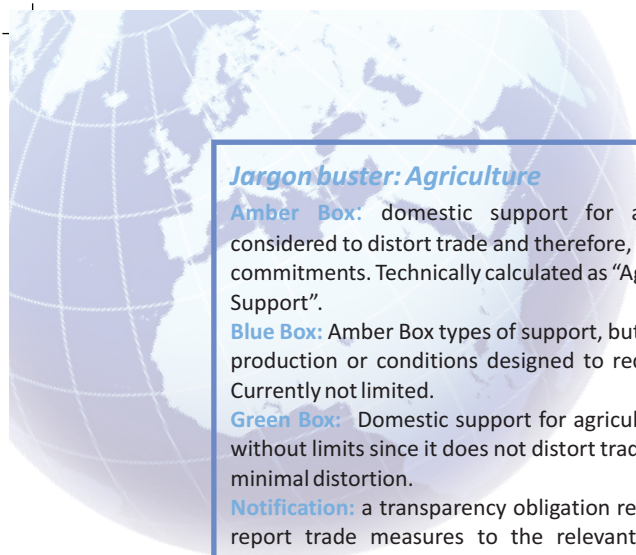 Jargon buster: Agriculture
Amber Box: domestic support for a
considered to distort trade and therefore,
commitments. Technically calculated as “Ag
Support”.
Blue Box: Amber Box types of support, but
production or conditions designed to rec
Currently not limited.
Green Box: Domestic support for agricul
without limits since it does not distort trad
minimal distortion.
Notification: a transparency obligation re
report trade measures to the relevant